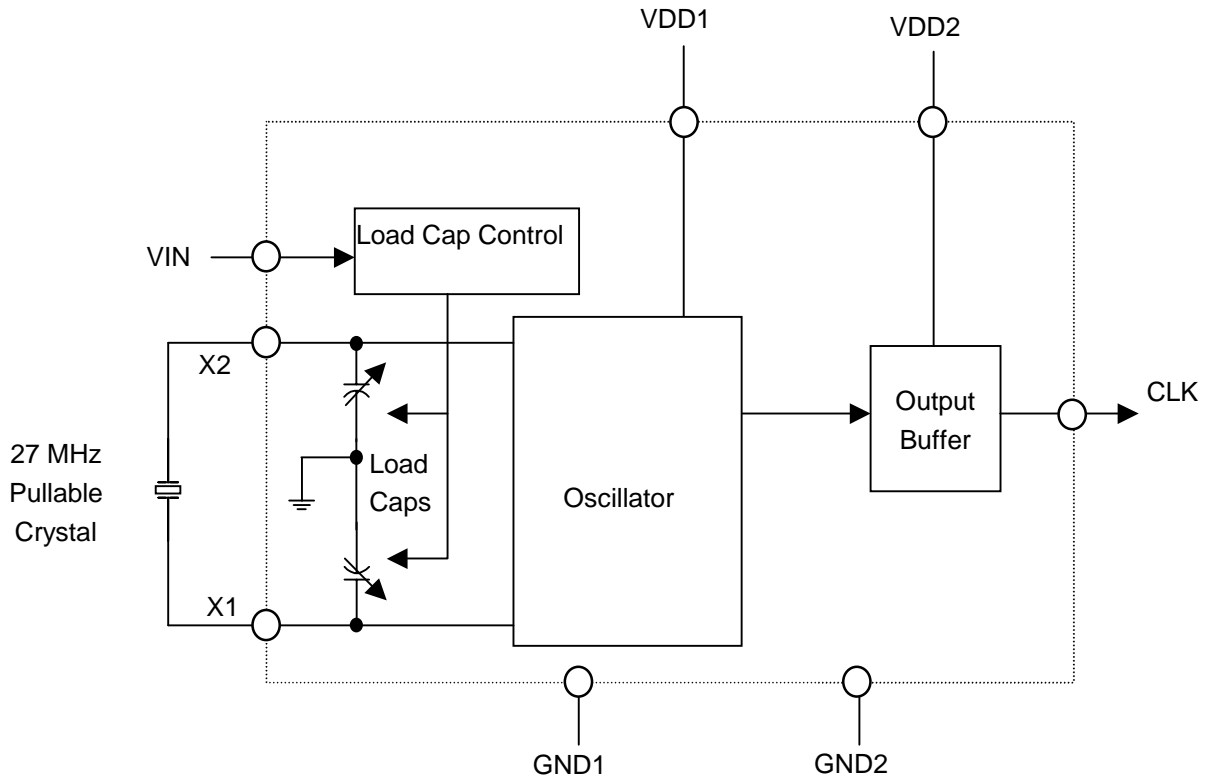 VDD1
VDD2
Load Cap Control
VIN
X2
27 MHz
Pullable
Crystal
Load
Caps
Oscillator
Output
Buffer
CLK
X1
GND1
GND2